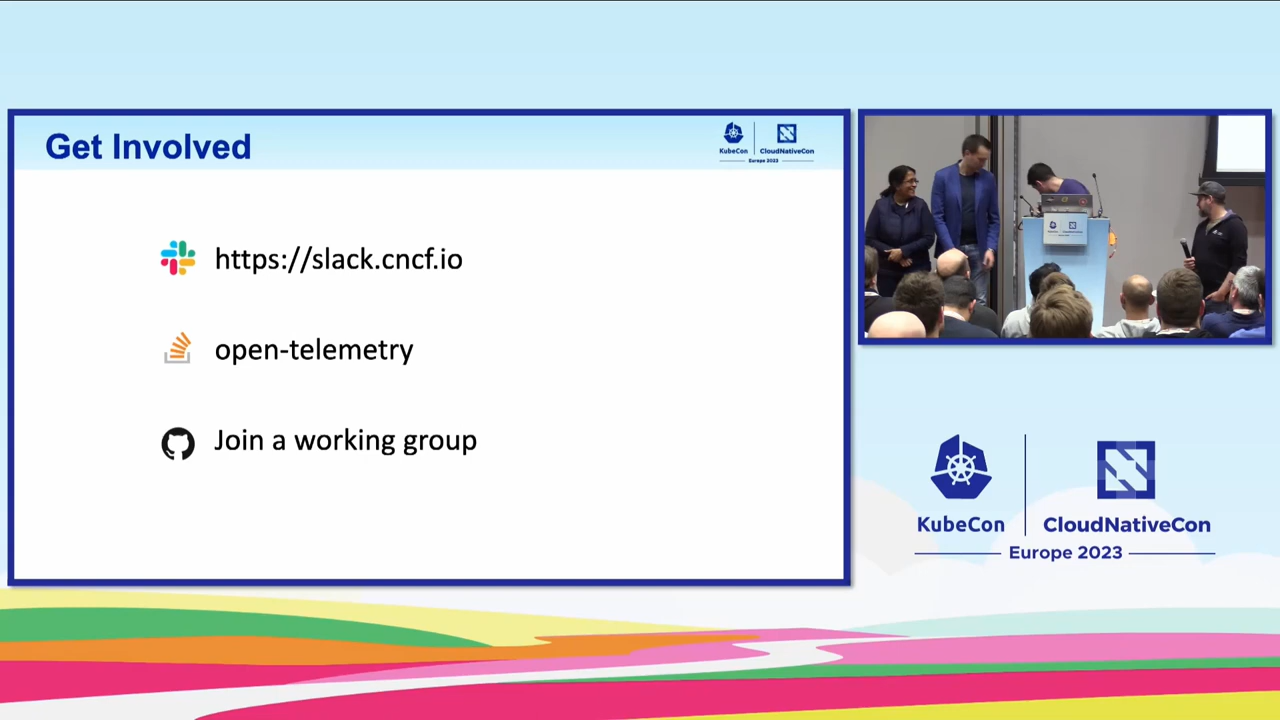 Get Involved
KubeCon
CloudNativeCon
Europe 2023
https://slack.cncf.io
open-telemetry
Join a working group
KubeCon
CloudNativeCon
Europe 2023